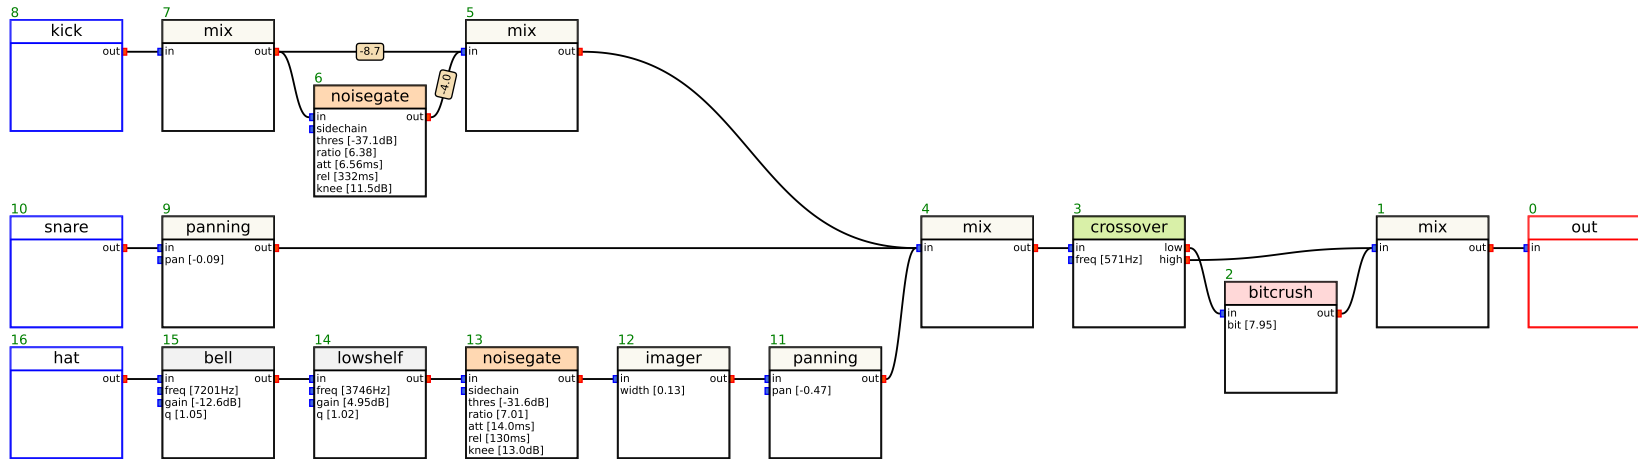 8
kick
out
7
mix
in out
-8.7
5
mix
in out
6
noisegate
in out
sidechain
thres [-37.1dB]
ratio [6.38]
att [6.56ms]
rel [332ms]
knee [11.5dB]
-4.0
10
snare
out
9
panning
in out
pan [-0.09]
4
mix
in out
3
crossover
in low
freq [571Hz] high
2
bitcrush
in out
bit [7.95]
1
mix
in out
0
out
in
16
hat
out
15
bell
in out
freq [7201Hz]
gain [-12.6dB]
q [1.05]
14
lowshelf
in out
freq [3746Hz]
gain [4.95dB]
q [1.02]
13
noisegate
in out
sidechain
thres [-31.6dB]
ratio [7.01]
att [14.0ms]
rel [130ms]
knee [13.0dB]
12
imager
in out
width [0.13]
11
panning
in out
pan [-0.47]